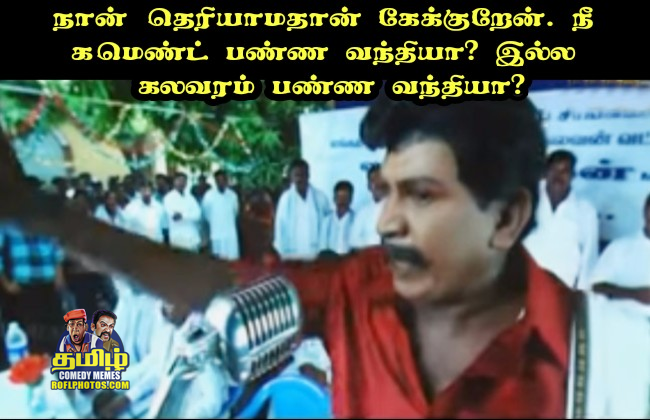 நான் தெரியாமதான் கேக்குறேன். நீ
கமெண்ட் பண்ண வந்தியா? இல்ல
கலவரம் பண்ண வந்தியா?
தமிழ்
COMEDY MEMES
ROFLPHOTOS.COM